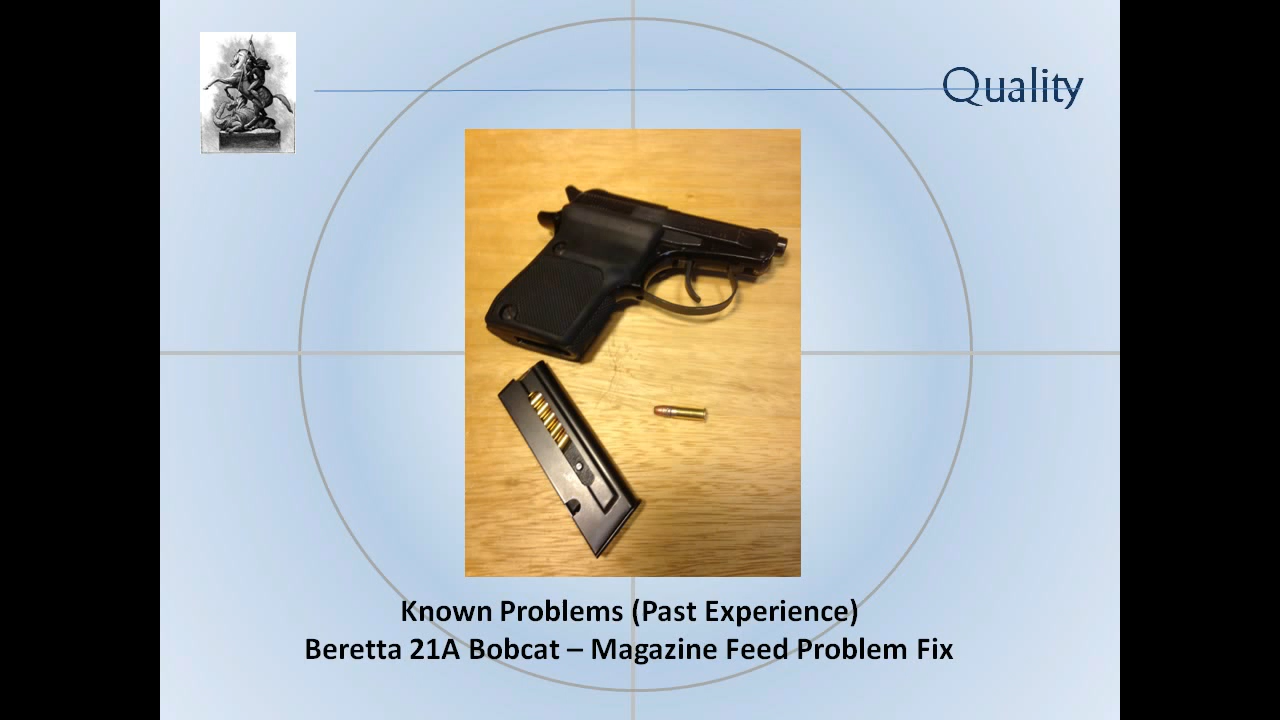 Quality
Known Problems (Past Experience)
Beretta 21A Bobcat – Magazine Feed Problem Fix